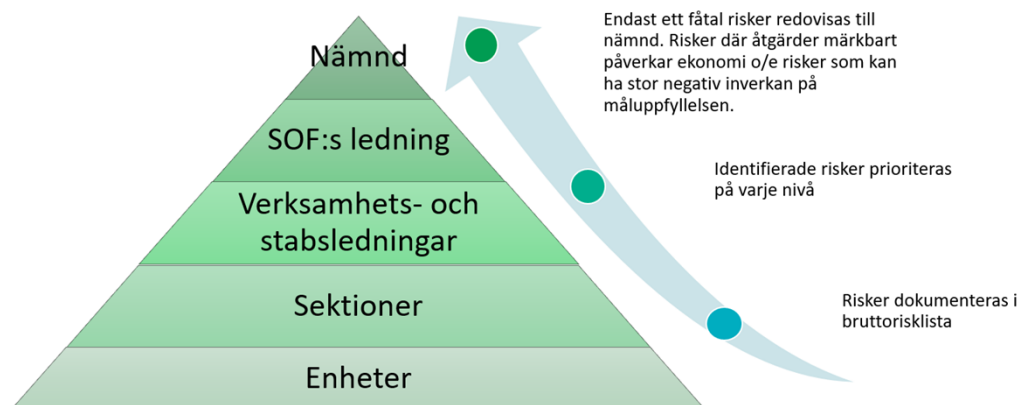 Nämnd
SOF:s ledning
Verksamhets- och
stabsledningar
Sektioner
Enheter
Endast ett fåtal risker redovisas till
nämnd. Risker där åtgärder märkbart
påverkar ekonomi o/e risker som kan
ha stor negativ inverkan på
måluppfyllelsen.
Identifierade risker prioriteras
på varje nivå
Risker dokumenteras i
bruttorisklista